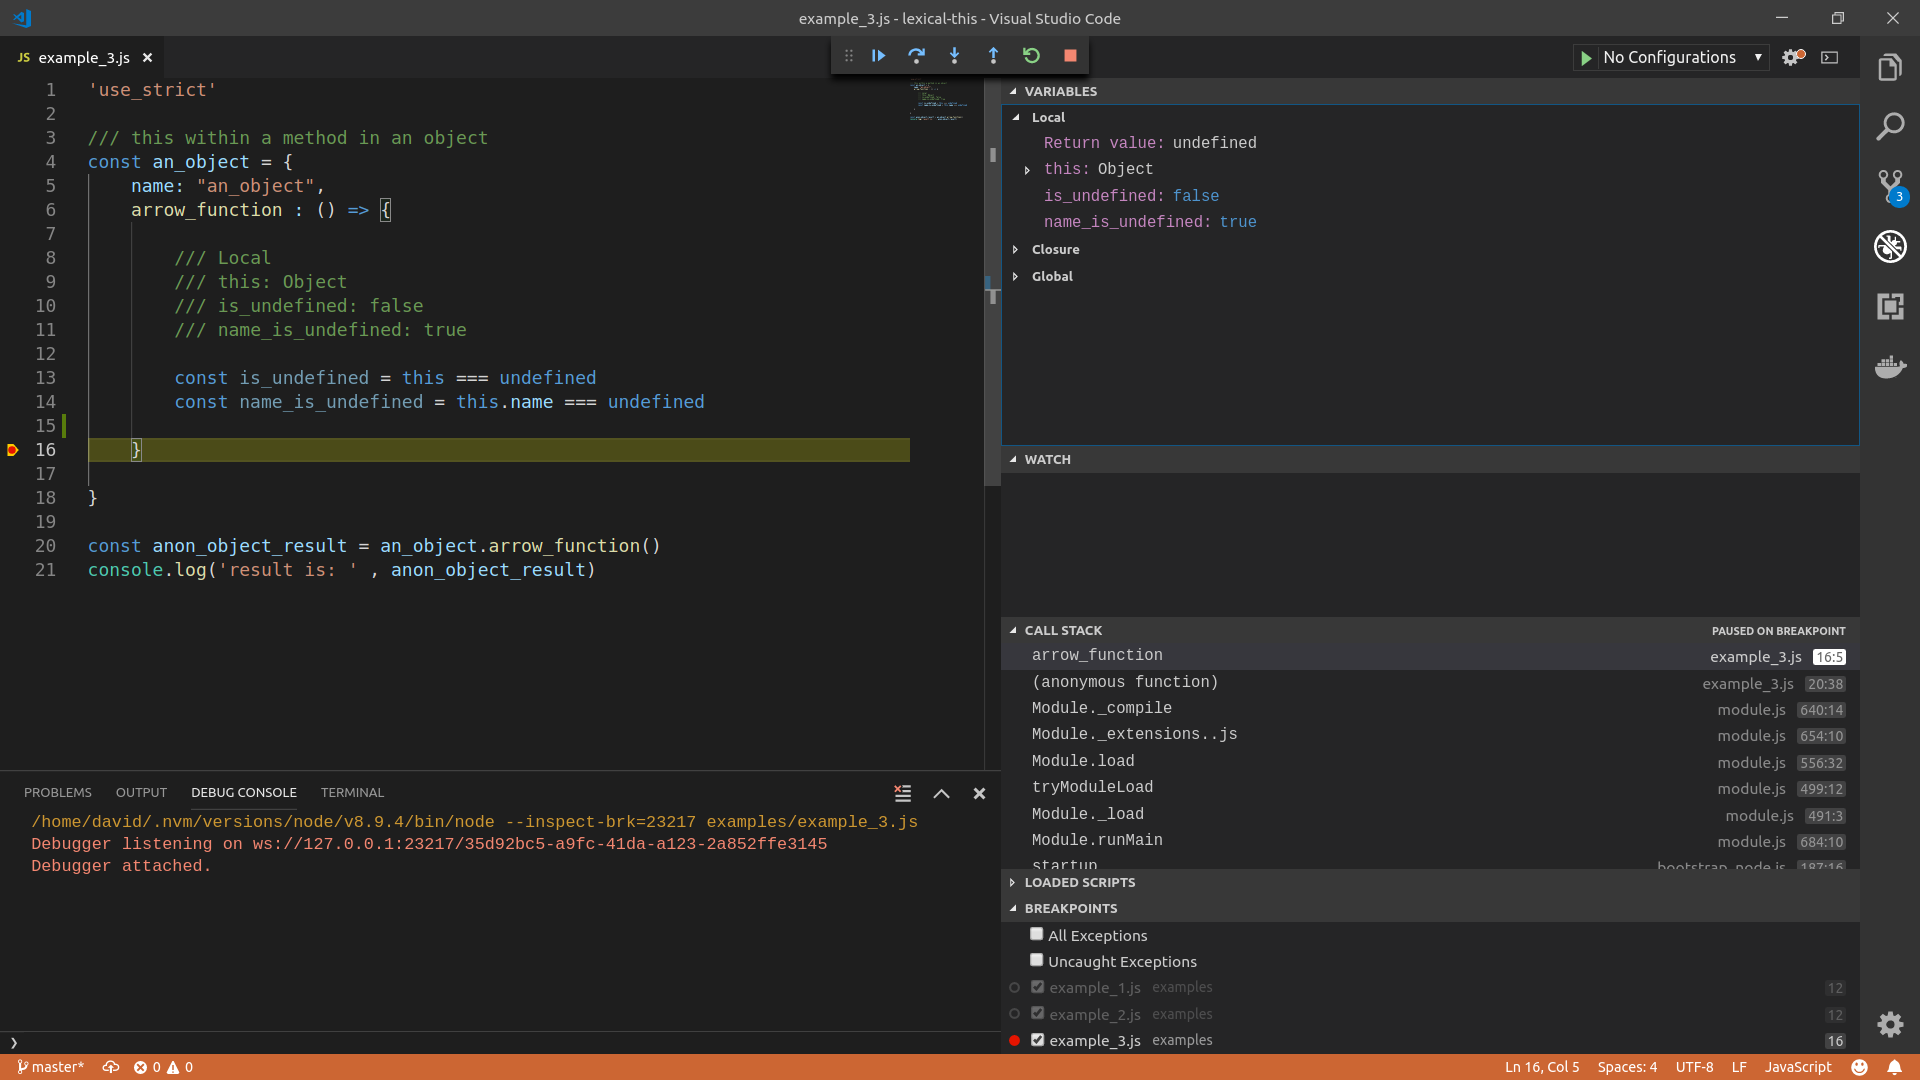 example_3.js - lexical-this - Visual Studio Code
JS example_3.js
No Configurations
1 'use_strict'
2
3 /// this within a method in an object
4 const an_object = {
5 name: "an_object",
6 arrow_function : () => {
7
8 /// Local
9 /// this: Object
10 /// is_undefined: false
11 /// name_is_undefined: true
12
13 const is_undefined = this === undefined
14 const name_is_undefined = this.name === undefined
15
16 }
17
18 }
19
20 const anon_object_result = an_object.arrow_function()
21 console.log('result is: ' , anon_object_result)
PROBLEMS OUTPUT DEBUG CONSOLE TERMINAL
/home/david/.nvm/versions/node/v8.9.4/bin/node --inspect-brk=23217 examples/example_3.js
Debugger listening on ws://127.0.0.1:23217/35d92bc5-a9fc-41da-a123-2a852ffe3145
Debugger attached.
❯
VARIABLES
Local
Return value: undefined
this: Object
is_undefined: false
name_is_undefined: true
Closure
Global
WATCH
CALL STACK PAUSED ON BREAKPOINT
arrow_function example_3.js 16:5
(anonymous function) example_3.js 20:38
Module._compile module.js 640:14
Module._extensions..js module.js 654:10
Module.load module.js 556:32
tryModuleLoad module.js 499:12
Module._load module.js 491:3
Module.runMain module.js 684:10
startup bootstrap_node.js 187:16
LOADED SCRIPTS
BREAKPOINTS
All Exceptions
Uncaught Exceptions
example_1.js examples 12
example_2.js examples 12
example_3.js examples 16
3
master* 0 0 Ln 16, Col 5 Spaces: 4 UTF-8 LF JavaScript